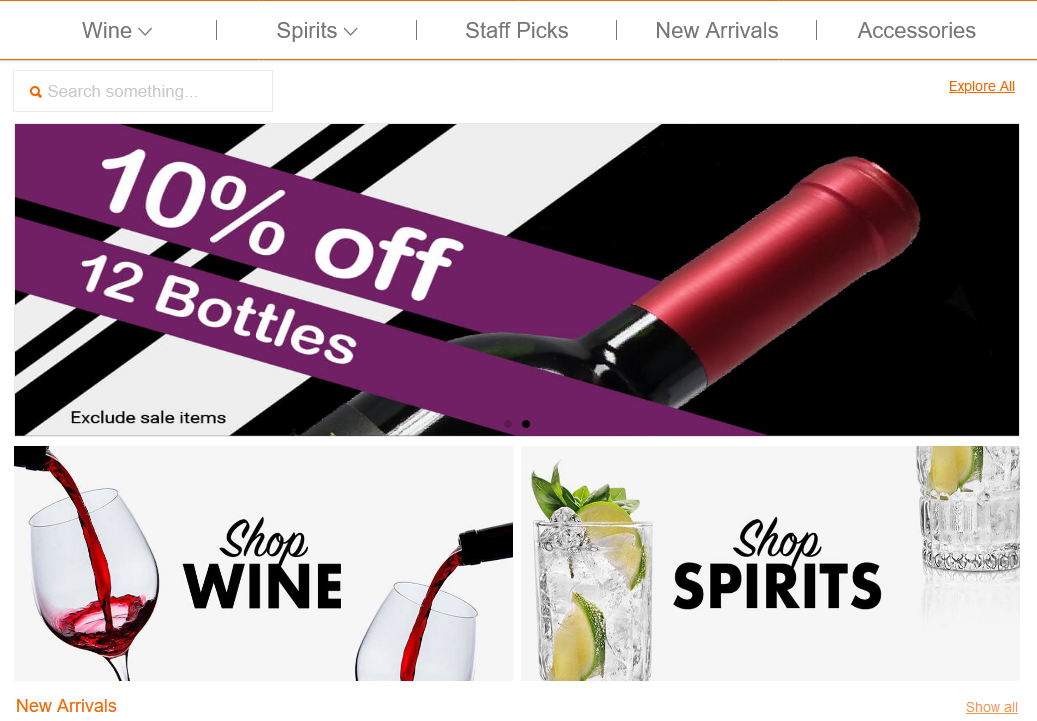 Wine
Spirits
Staff Picks
New Arrivals
Accessories
Search something...
Explore All
10% off
12 Bottles
Exclude sale items
Shop
WINE
Shop
SPIRITS
New Arrivals
Show all